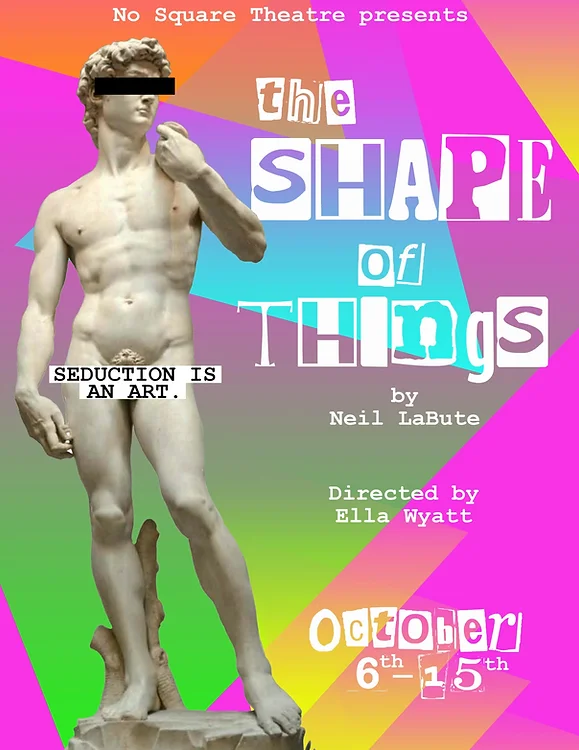 No Square Theatre presents
the
SHAPE
of
THINgS
SEDUCTION IS
AN ART.
by
Neil LaBute
Directed by
Ella Wyatt
OctOber
6th-15th